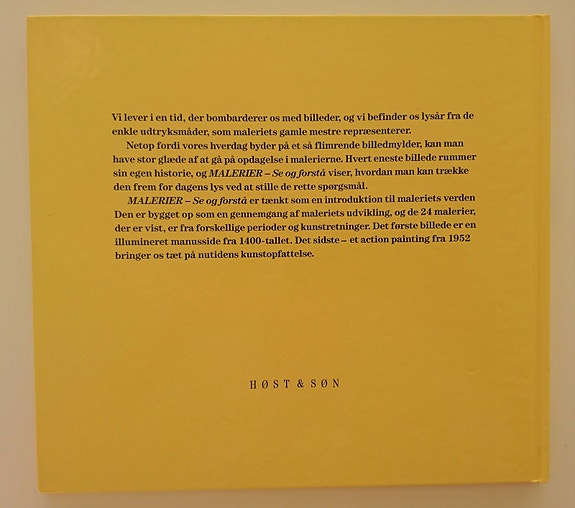 Vi lever i en tid, der bombarderer os med billeder, og vi befinder os lysår fra de
enkle udtryksmåder, som maleriets gamle mestre repræsenterer.
Netop fordi vores hverdag byder på et så flimrende billedmylder, kan man
have stor glæde af at gå på opdagelse i malerierne. Hvert eneste billede rummer
sin egen historie, og MALERIER – Se og forstå viser, hvordan man kan trække
den frem for dagens lys ved at stille de rette spørgsmål.
MALERIER – Se og forstå er tænkt som en introduktion til maleriets verden
Den er bygget op som en gennemgang af maleriets udvikling, og de 24 malerier,
der er vist, er fra forskellige perioder og kunstretninger. Det første billede er en
illumineret manusside fra 1400-tallet. Det sidste – et action painting fra 1952
bringer os tæt på nutidens kunstopfattelse.
HØST & SØN